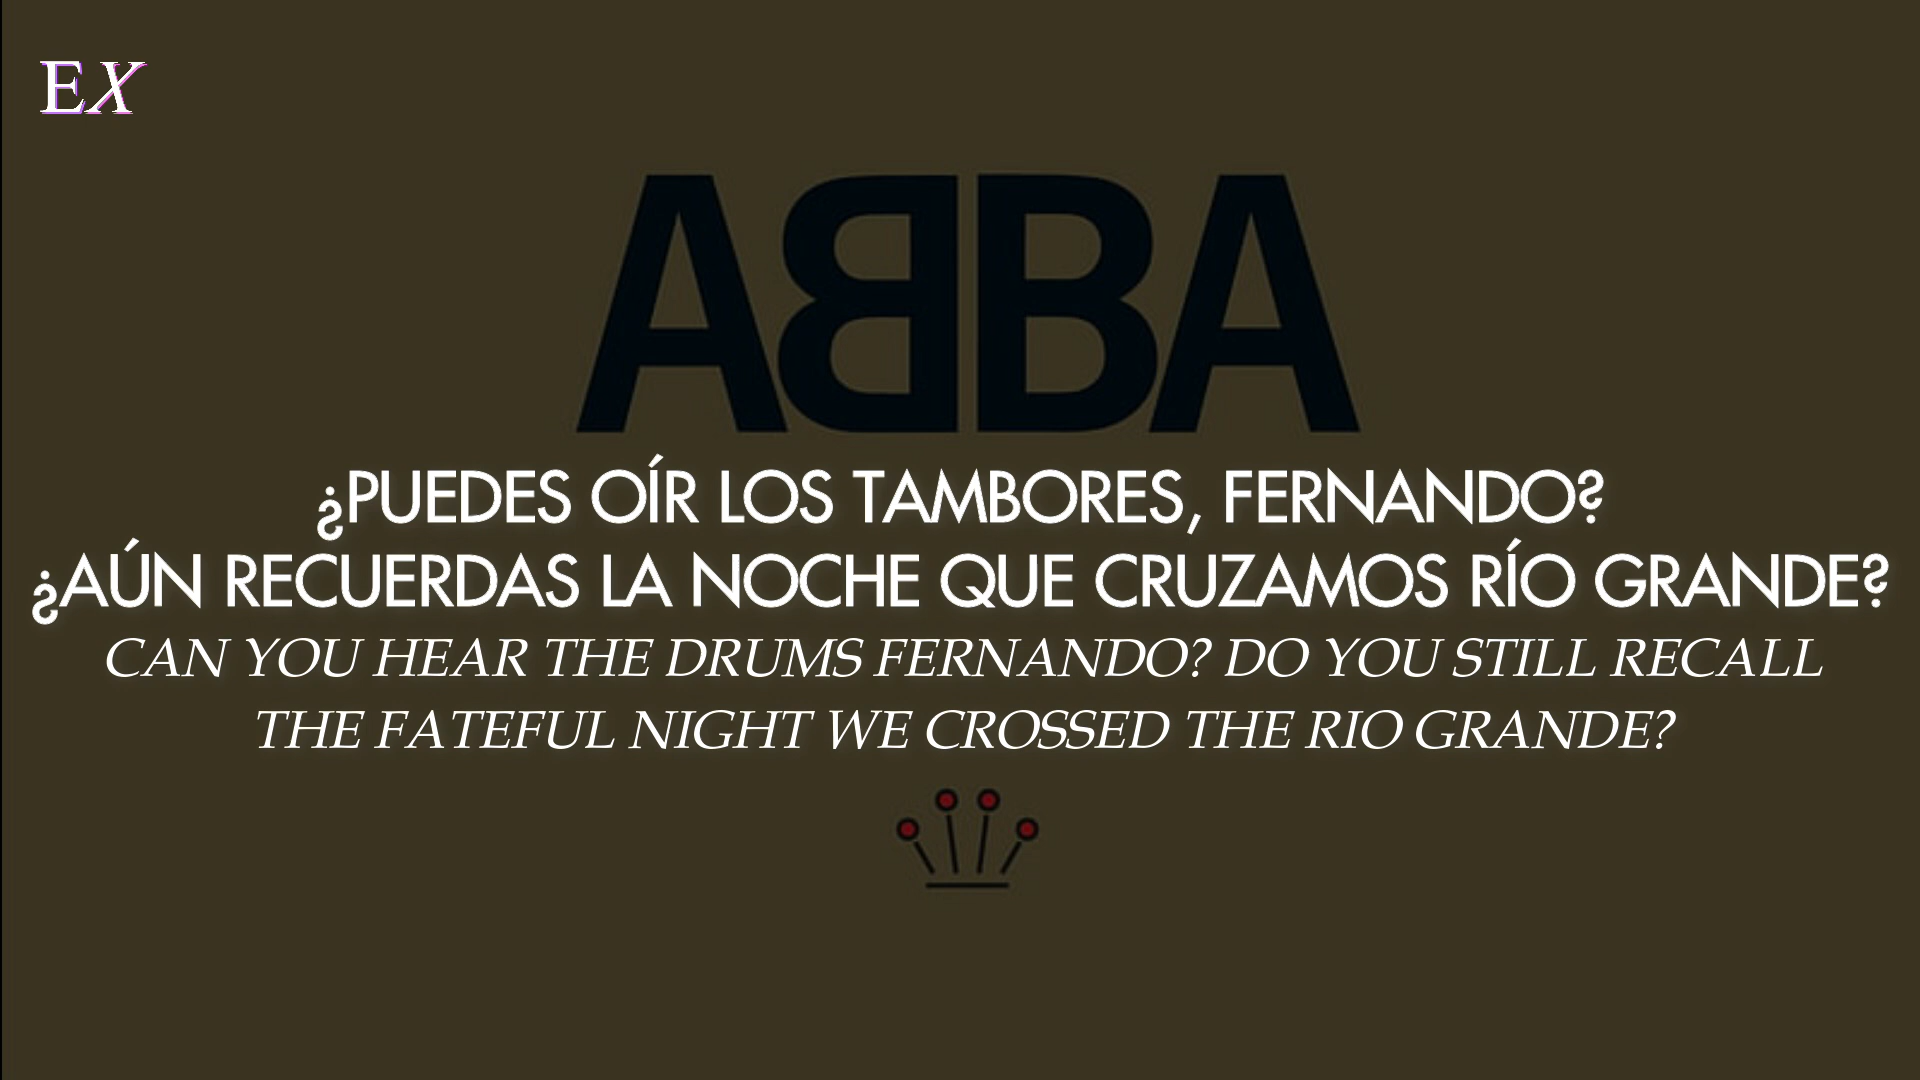 EX
ABBA
¿PUEDES OÍR LOS TAMBORES, FERNANDO?
¿AÚN RECUERDAS LA NOCHE QUE CRUZAMOS RÍO GRANDE?
CAN YOU HEAR THE DRUMS FERNANDO? DO YOU STILL RECALL
THE FATEFUL NIGHT WE CROSSED THE RIO GRANDE?